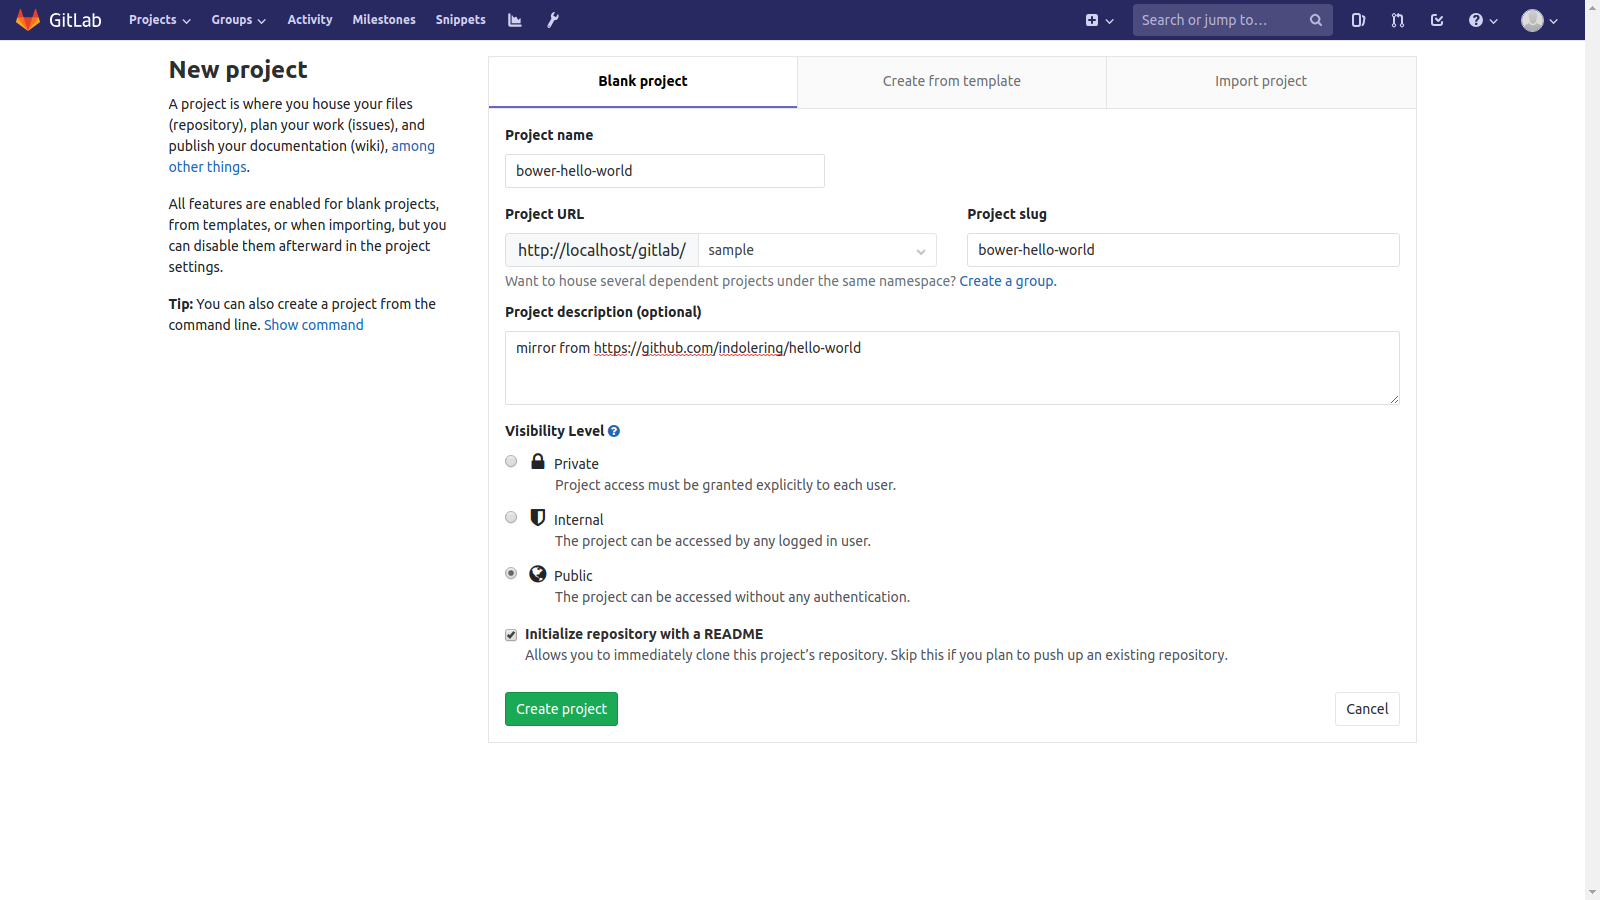 GitLab Projects Groups Activity Milestones Snippets Search or jump to...
New project
A project is where you house your files
(repository), plan your work (issues), and
publish your documentation (wiki), among
other things.
All features are enabled for blank projects,
from templates, or when importing, but you
can disable them afterward in the project
settings.
Tip: You can also create a project from the
command line. Show command
Blank project Create from template Import project
Project name
bower-hello-world
Project URL Project slug
http://localhost/gitlab/ sample bower-hello-world
Want to house several dependent projects under the same namespace? Create a group.
Project description (optional)
mirror from https://github.com/indolering/hello-world
Visibility Level
Private
Project access must be granted explicitly to each user.
Internal
The project can be accessed by any logged in user.
Public
The project can be accessed without any authentication.
Initialize repository with a README
Allows you to immediately clone this project’s repository. Skip this if you plan to push up an existing repository.
Create project Cancel